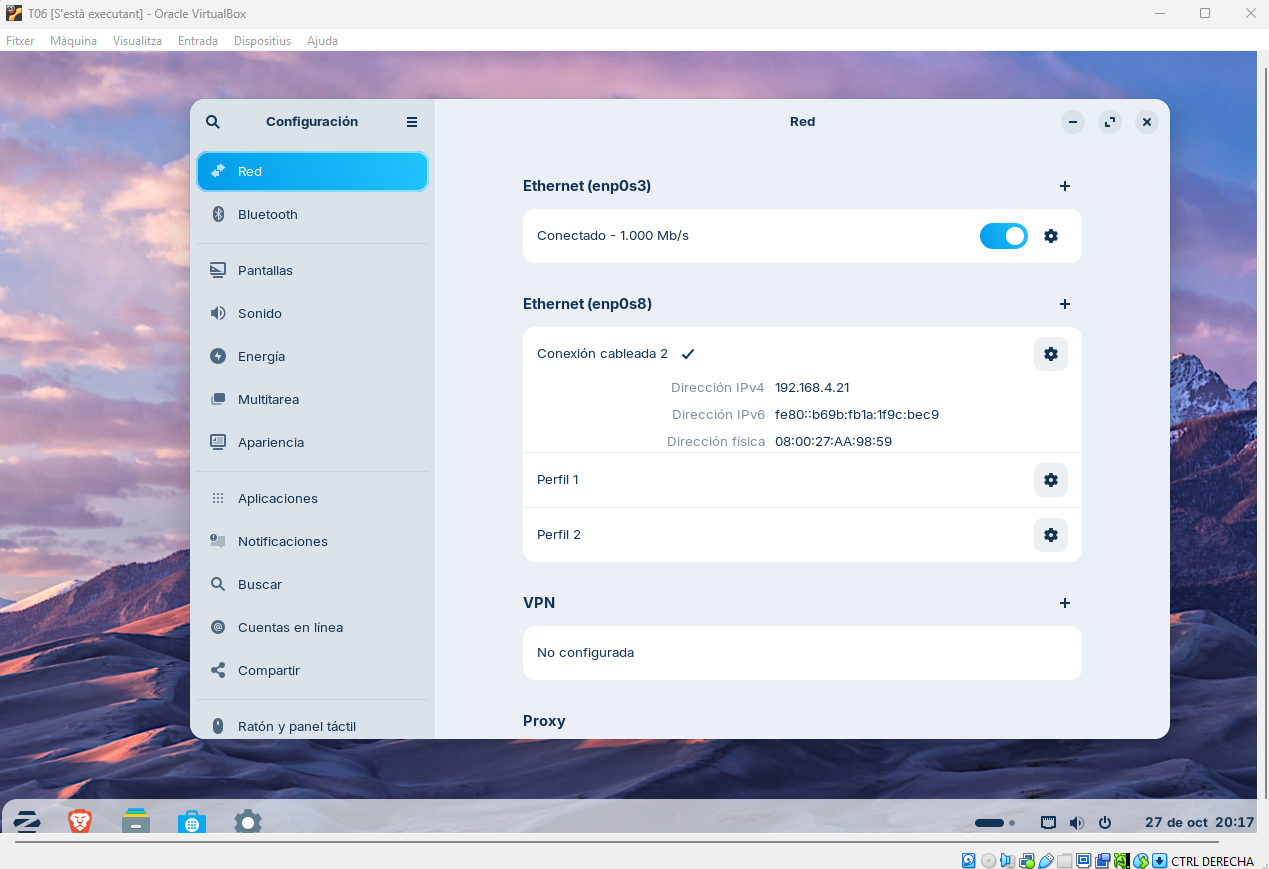 T06 [S'està executant] - Oracle VirtualBox
Fitxer Màquina Visualitza Entrada Dispositius Ajuda
Configuración
Red
Bluetooth
Pantallas
Sonido
Energía
Multitarea
Apariencia
Aplicaciones
Notificaciones
Buscar
Cuentas en línea
Compartir
Ratón y panel táctil
Red
Ethernet (enp0s3)
Conectado - 1.000 Mb/s
Ethernet (enp0s8)
Conexión cableada 2
Dirección IPv4 192.168.4.21
Dirección IPv6 fe80::b69b:fb1a:1f9c:bec9
Dirección física 08:00:27:AA:98:59
Perfil 1
Perfil 2
VPN
No configurada
Proxy
27 de oct 20:17
CTRL DERECHA